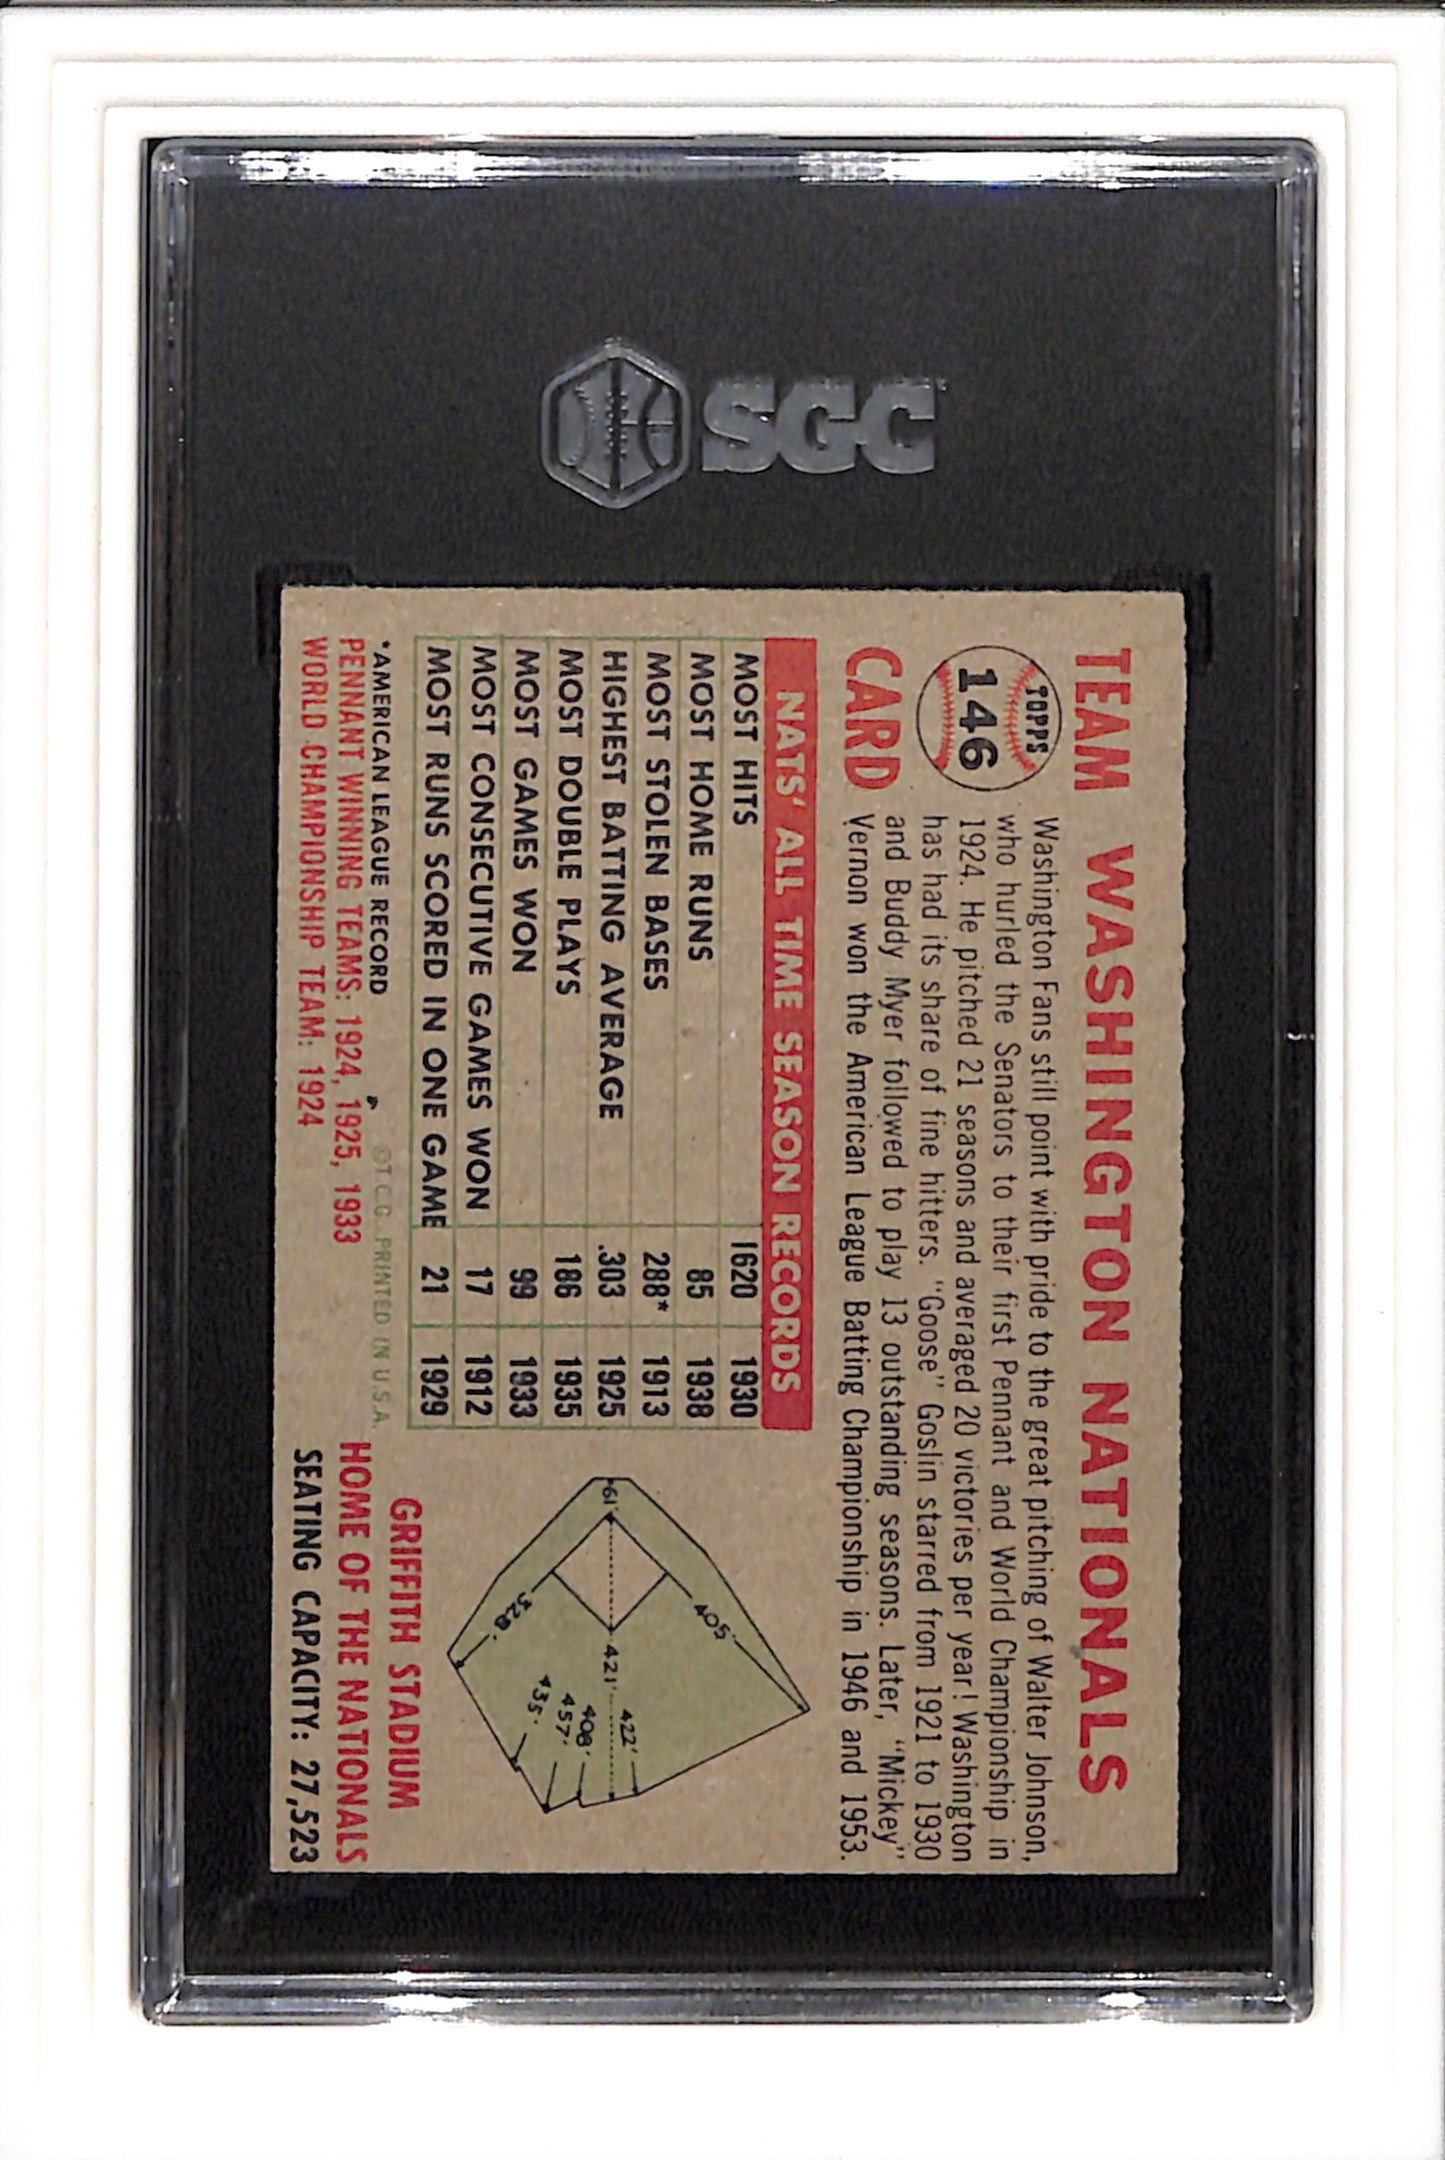 SGC
TEAM WASHINGTON NATIONALS
TOPPS
146
CARD
Washington Fans still point with pride to the great pitching of Walter Johnson,
who hurled the Senators to their first Pennant and World Championship in
1924. He pitched 21 seasons and averaged 20 victories per year! Washington
has had its share of fine hitters. "Goose" Goslin starred from 1921 to 1930
and Buddy Myer followed to play 13 outstanding seasons. Later, "Mickey"
Vernon won the American League Batting Championship in 1946 and 1953.
NATS' ALL TIME SEASON RECORDS
MOST HITS 1620 1930
MOST HOME RUNS 85 1938
MOST STOLEN BASES 288* 1913
HIGHEST BATTING AVERAGE .303 1925
MOST DOUBLE PLAYS 186 1935
MOST GAMES WON 99 1933
MOST CONSECUTIVE GAMES WON 17 1912
MOST RUNS SCORED IN ONE GAME 21 1929
*AMERICAN LEAGUE RECORD
©T.C.G. PRINTED IN U.S.A.
PENNANT WINNING TEAMS: 1924, 1925, 1933
WORLD CHAMPIONSHIP TEAM: 1924
405'
422'
408'
457'
435'
61'
421'
328'
GRIFFITH STADIUM
HOME OF THE NATIONALS
SEATING CAPACITY: 27,523